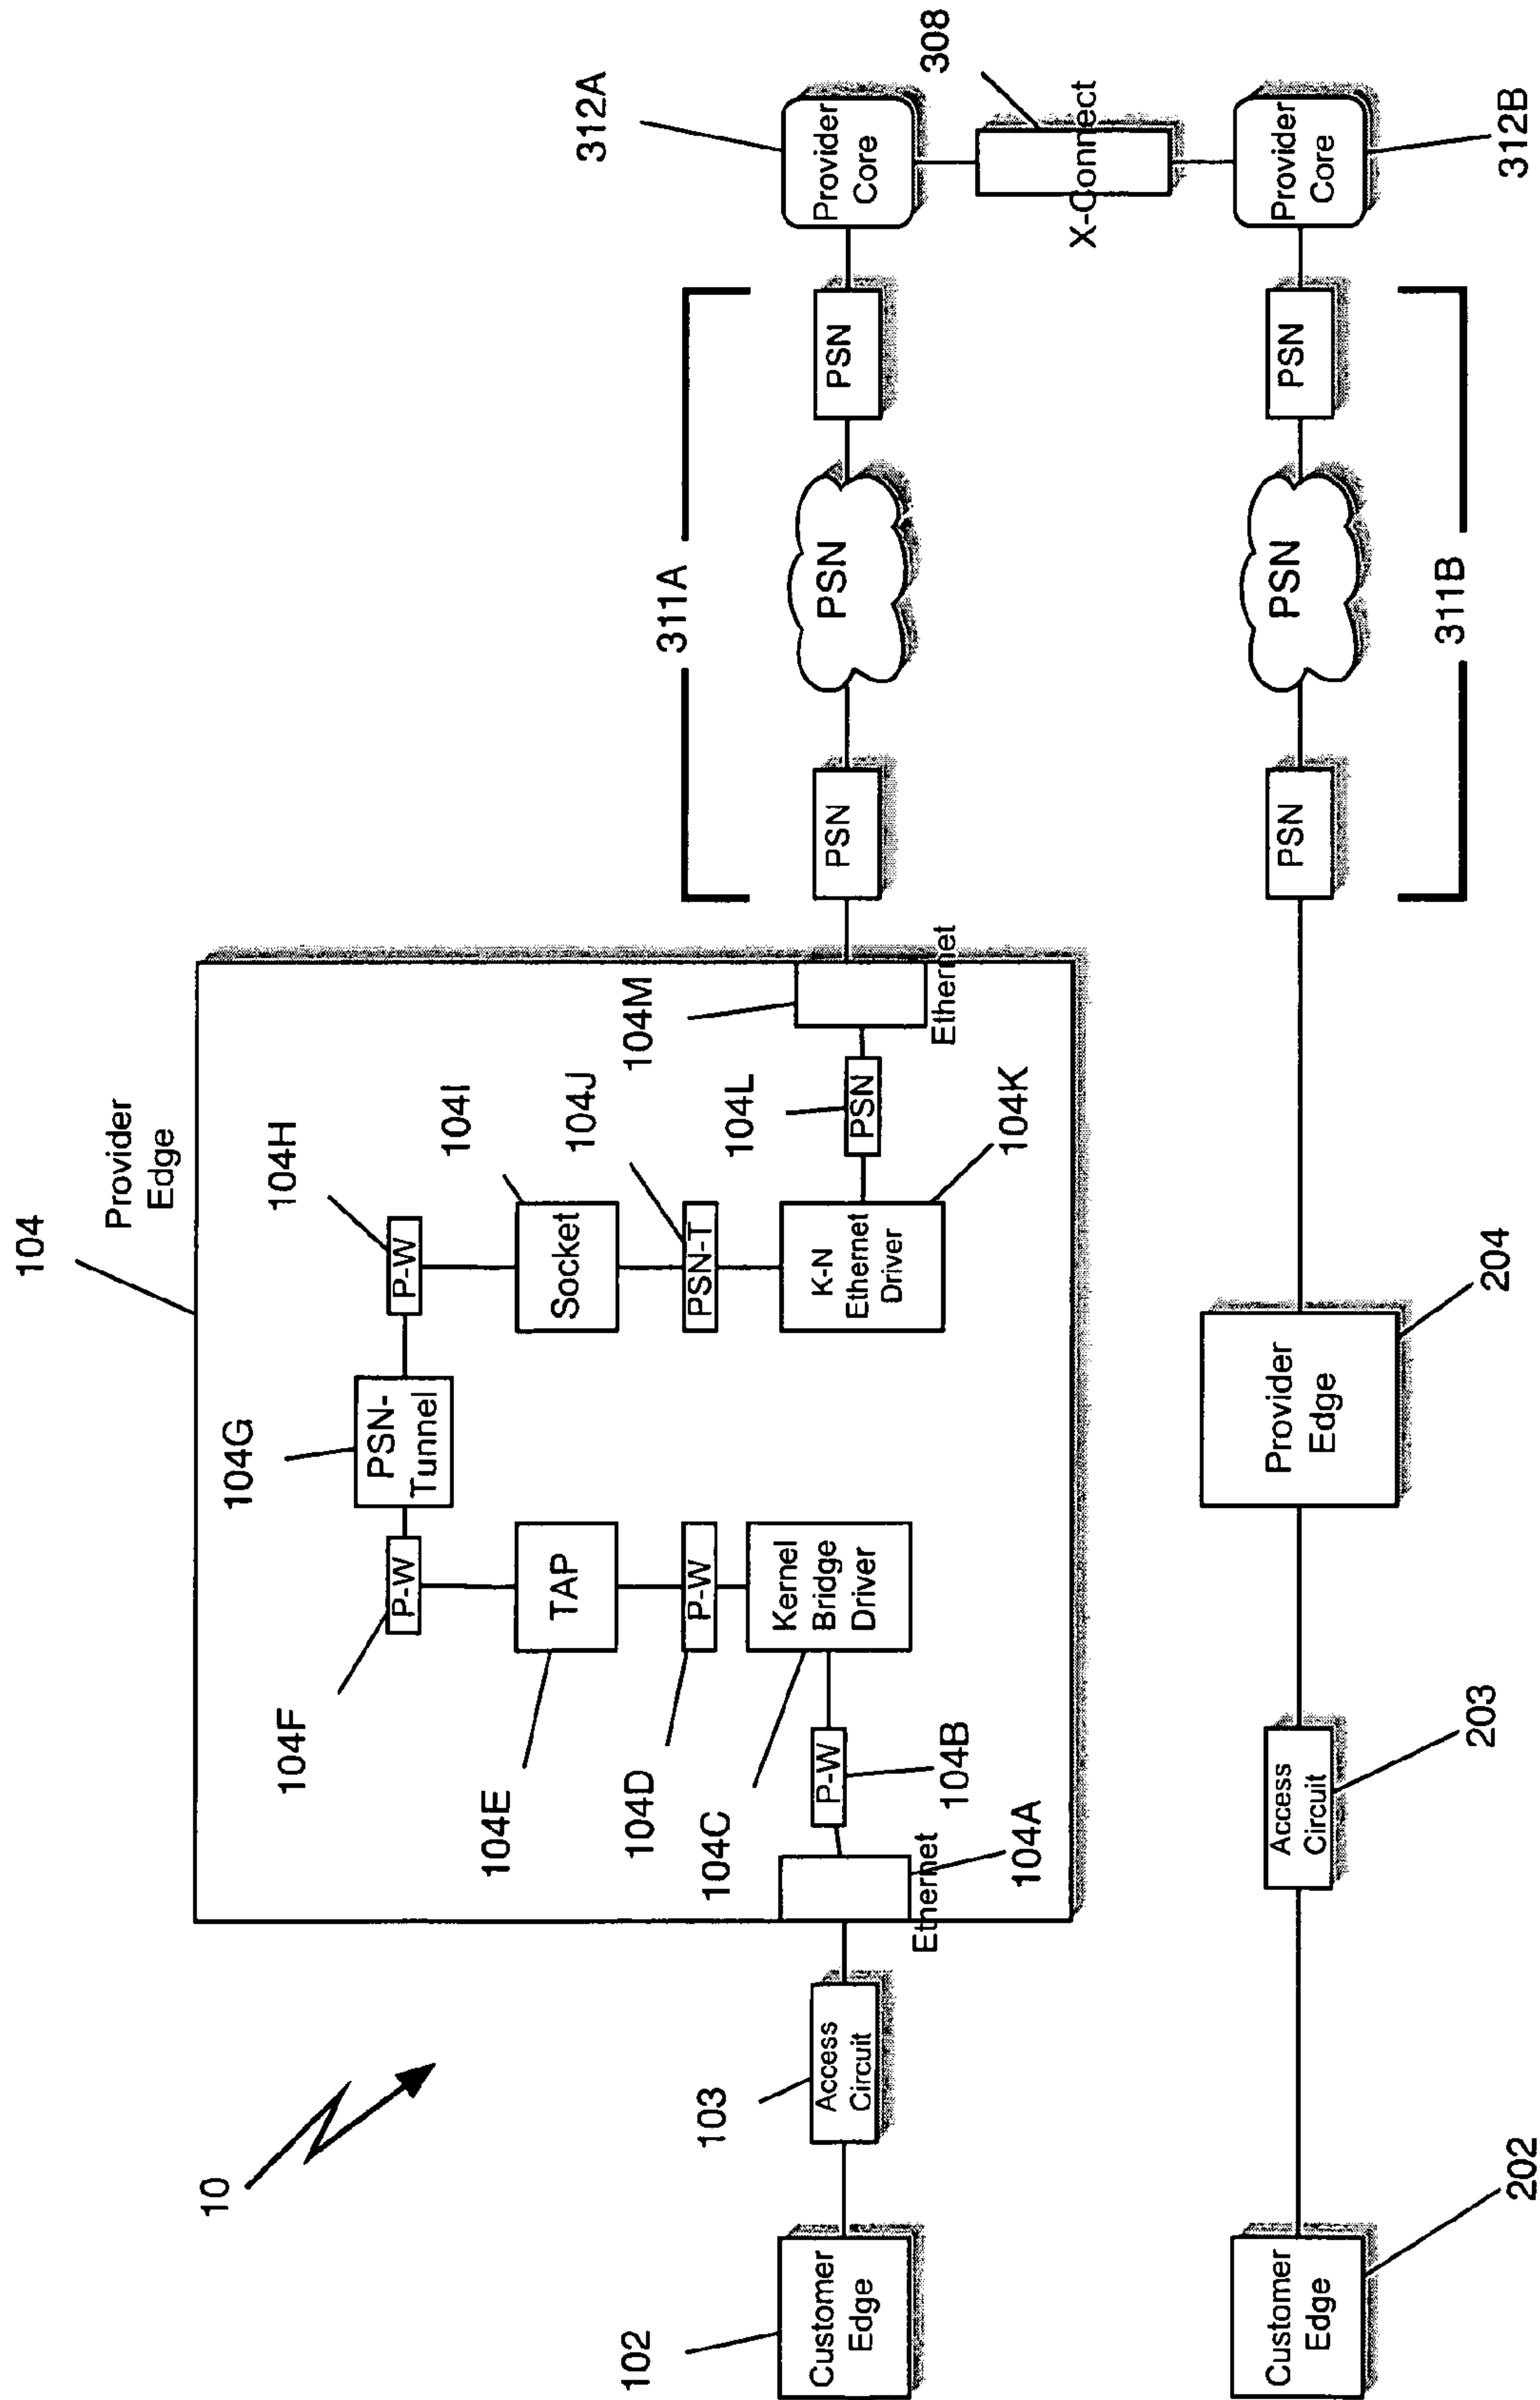 104
Provider
Edge
104G
104H
104F
P-W
PSN-
Tunnel
P-W
104I
104E
TAP
Socket
104J
104D
P-W
PSN-T
104M
104C
Kernel
Bridge
Driver
K-N
Ethernet
Driver
104L
P-W
PSN
104B
104K
104A
Ethernet
Ethernet
10
102
Customer
Edge
103
Access
Circuit
311A
PSN
PSN
PSN
312A
Provider
Core
308
X-Connect
Customer
Edge
202
Access
Circuit
203
Provider
Edge
204
PSN
PSN
PSN
311B
Provider
Core
312B